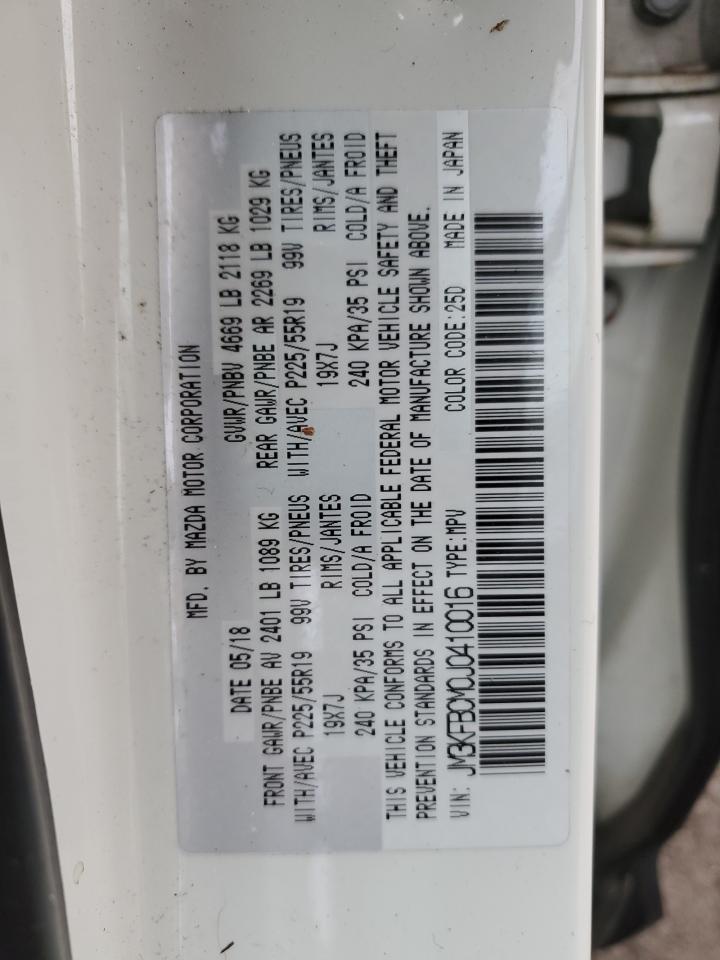 MFD. BY MAZDA MOTOR CORPORATION
DATE 05/18 GVWR/PNBV 4669 LB 2118 KG
FRONT GAWR/PNBE AV 2401 LB 1089 KG REAR GAWR/PNBE AR 2269 LB 1029 KG
WITH/AVEC P225/55R19 99V TIRES/PNEUS WITH/AVEC P225/55R19 99V TIRES/PNEUS
19X7J RIMS/JANTES 19X7J RIMS/JANTES
240 KPA/35 PSI COLD/A FROID 240 KPA/35 PSI COLD/A FROID
THIS VEHICLE CONFORMS TO ALL APPLICABLE FEDERAL MOTOR VEHICLE SAFETY AND THEFT
PREVENTION STANDARDS IN EFFECT ON THE DATE OF MANUFACTURE SHOWN ABOVE.
VIN: JM3KFBCM0J0410016 TYPE:MPV COLOR CODE:25D MADE IN JAPAN